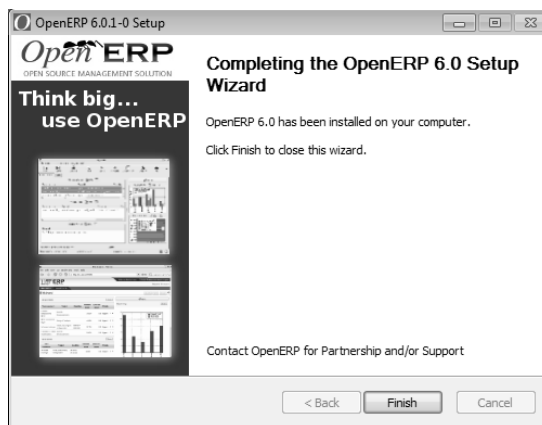 OpenERP 6.0.1-0 Setup
Open ERP
OPEN SOURCE MANAGEMENT SOLUTION
Think big...
use OpenERP
Completing the OpenERP 6.0 Setup
Wizard
OpenERP 6.0 has been installed on your computer.
Click Finish to close this wizard.
Contact OpenERP for Partnership and/or Support
< Back
Finish
Cancel